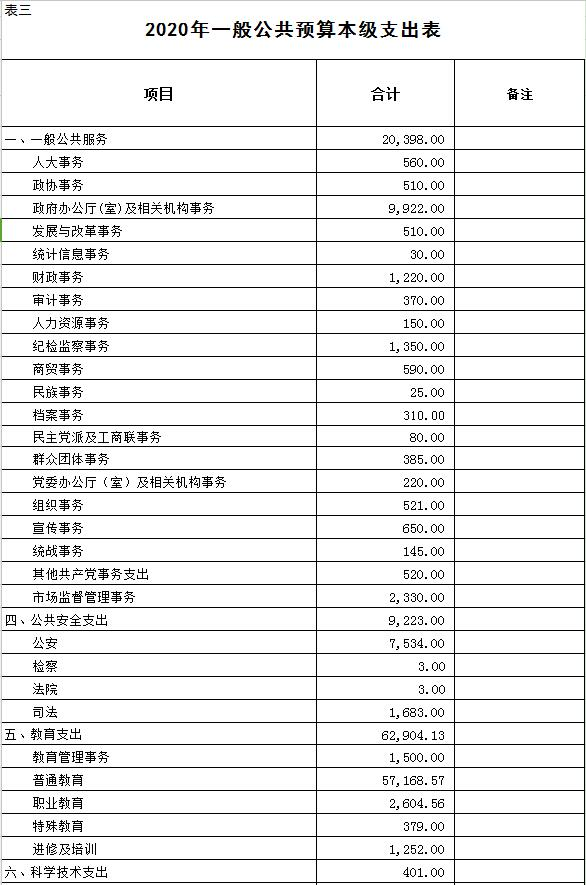 表三
2020年一般公共预算本级支出表
项目 合计 备注
一、一般公共服务 20,398.00
人大事务 560.00
政协事务 510.00
政府办公厅(室)及相关机构事务 9,922.00
发展与改革事务 510.00
统计信息事务 30.00
财政事务 1,220.00
审计事务 370.00
人力资源事务 150.00
纪检监察事务 1,350.00
商贸事务 590.00
民族事务 25.00
档案事务 310.00
民主党派及工商联事务 80.00
群众团体事务 385.00
党委办公厅（室）及相关机构事务 220.00
组织事务 521.00
宣传事务 650.00
统战事务 145.00
其他共产党事务支出 520.00
市场监督管理事务 2,330.00
四、公共安全支出 9,223.00
公安 7,534.00
检察 3.00
法院 3.00
司法 1,683.00
五、教育支出 62,904.13
教育管理事务 1,500.00
普通教育 57,168.57
职业教育 2,604.56
特殊教育 379.00
进修及培训 1,252.00
六、科学技术支出 401.00